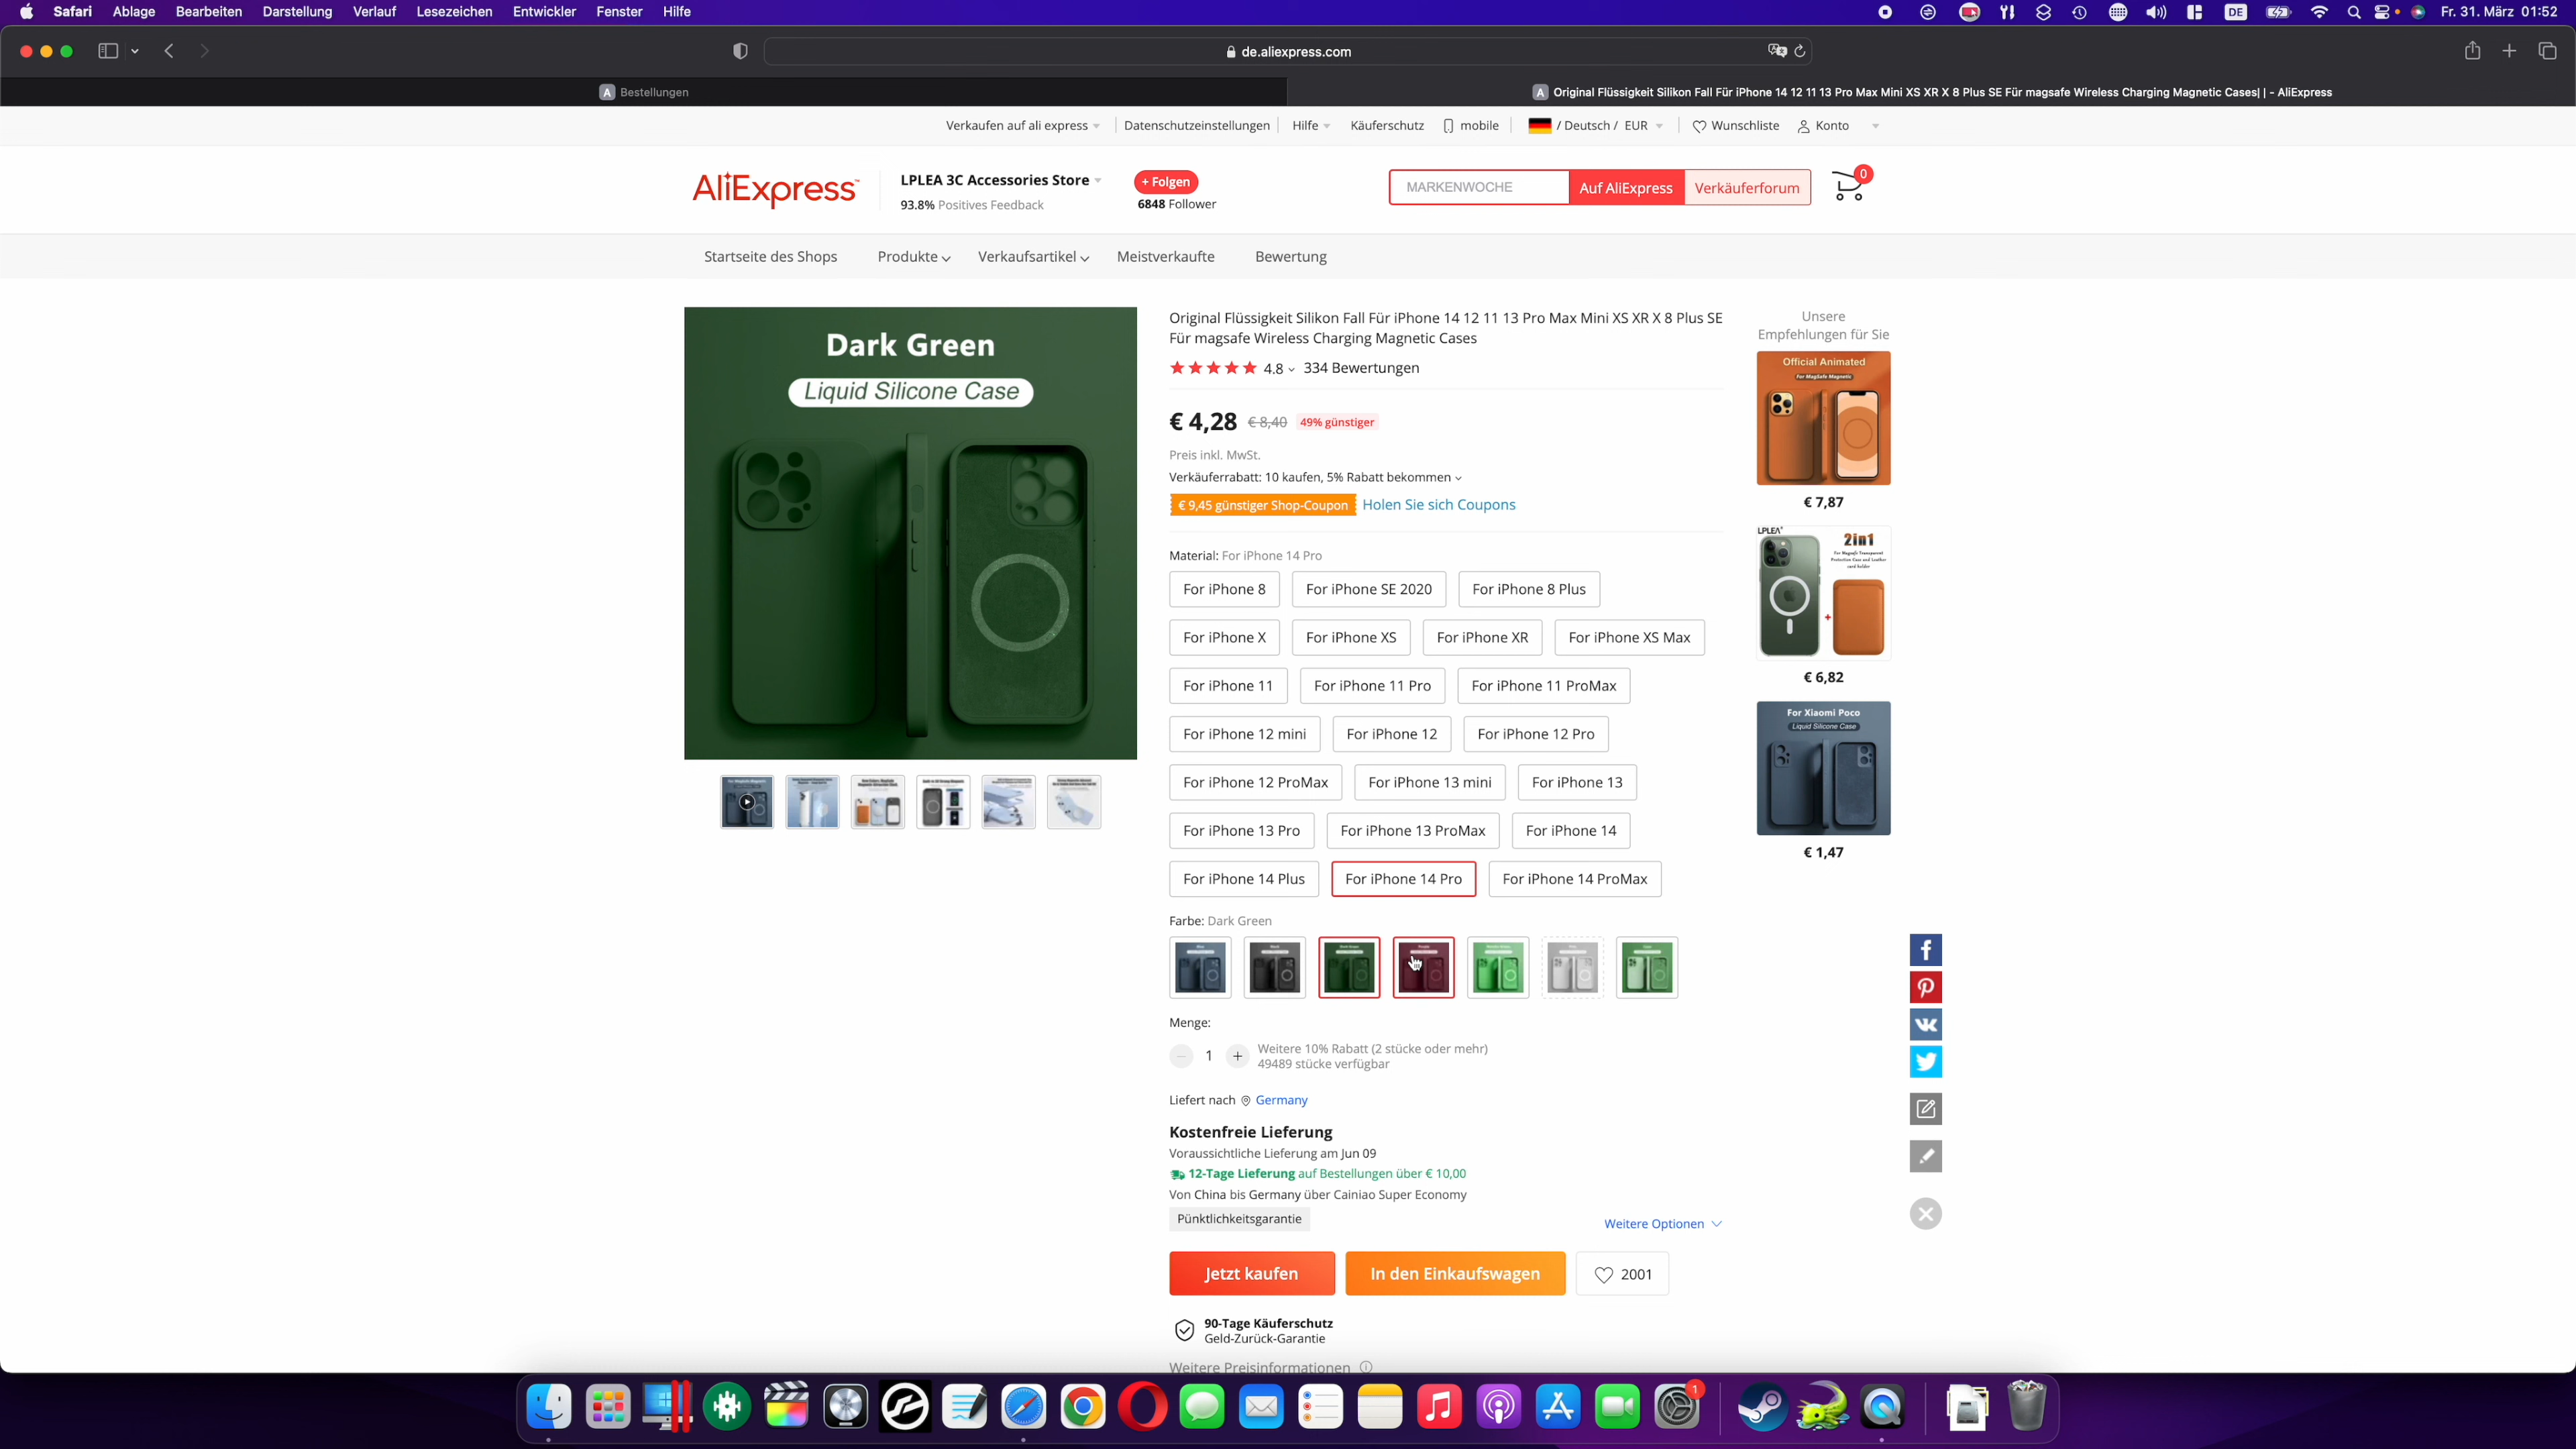 Safari Ablage Bearbeiten Darstellung Verlauf Lesezeichen Entwickler Fenster Hilfe
DE Fr. 31. März 01:52
de.aliexpress.com
A Bestellungen
A Original Flüssigkeit Silikon Fall Für iPhone 14 12 11 13 Pro Max Mini XS XR X 8 Plus SE Für magsafe Wireless Charging Magnetic Cases| | - AliExpress
Verkaufen auf ali express Datenschutzeinstellungen Hilfe Käuferschutz mobile / Deutsch / EUR Wunschliste Konto
AliExpress
LPLEA 3C Accessories Store
93.8% Positives Feedback
+ Folgen
6848 Follower
MARKENWOCHE Auf AliExpress Verkäuferforum
0
Startseite des Shops Produkte Verkaufsartikel Meistverkaufte Bewertung
Dark Green
Liquid Silicone Case
Original Flüssigkeit Silikon Fall Für iPhone 14 12 11 13 Pro Max Mini XS XR X 8 Plus SE
Für magsafe Wireless Charging Magnetic Cases
4.8 334 Bewertungen
€ 4,28 € 8,40 49% günstiger
Preis inkl. MwSt.
Verkäuferrabatt: 10 kaufen, 5% Rabatt bekommen
€ 9,45 günstiger Shop-Coupon Holen Sie sich Coupons
Material: For iPhone 14 Pro
For iPhone 8 For iPhone SE 2020 For iPhone 8 Plus
For iPhone X For iPhone XS For iPhone XR For iPhone XS Max
For iPhone 11 For iPhone 11 Pro For iPhone 11 ProMax
For iPhone 12 mini For iPhone 12 For iPhone 12 Pro
For iPhone 12 ProMax For iPhone 13 mini For iPhone 13
For iPhone 13 Pro For iPhone 13 ProMax For iPhone 14
For iPhone 14 Plus For iPhone 14 Pro For iPhone 14 ProMax
Farbe: Dark Green
Menge:
1
Weitere 10% Rabatt (2 stücke oder mehr)
49489 stücke verfügbar
Liefert nach Germany
Kostenfreie Lieferung
Voraussichtliche Lieferung am Jun 09
12-Tage Lieferung auf Bestellungen über € 10,00
Von China bis Germany über Cainiao Super Economy
Pünktlichkeitsgarantie
Weitere Optionen
Jetzt kaufen In den Einkaufswagen 2001
90-Tage Käuferschutz
Geld-Zurück-Garantie
Weitere Preisinformationen
Unsere
Empfehlungen für Sie
Official Animated
For MagSafe Magnetic
€ 7,87
LPLEA
2in1
For Magsafe Transparent
Protection Case and Leather
card holder
€ 6,82
For Xiaomi Poco
Liquid Silicone Case
€ 1,47
1